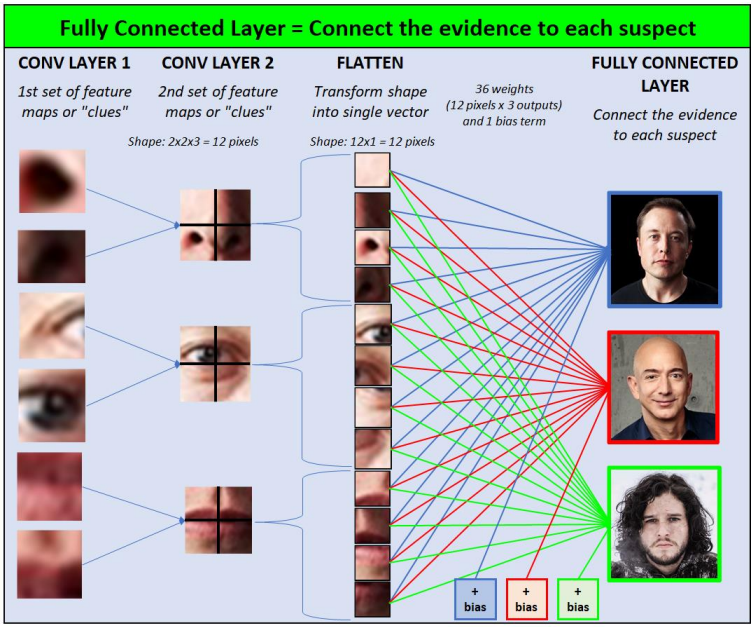 Fully Connected Layer = Connect the evidence to each suspect
CONV LAYER 1
1st set of feature
maps or "clues"
CONV LAYER 2
2nd set of feature
maps or "clues"
Shape: 2x2x3 = 12 pixels
FLATTEN
Transform shape
into single vector
Shape: 12x1 = 12 pixels
36 weights
(12 pixels x 3 outputs)
and 1 bias term
FULLY CONNECTED
LAYER
Connect the evidence
to each suspect
+
bias
+
bias
+
bias